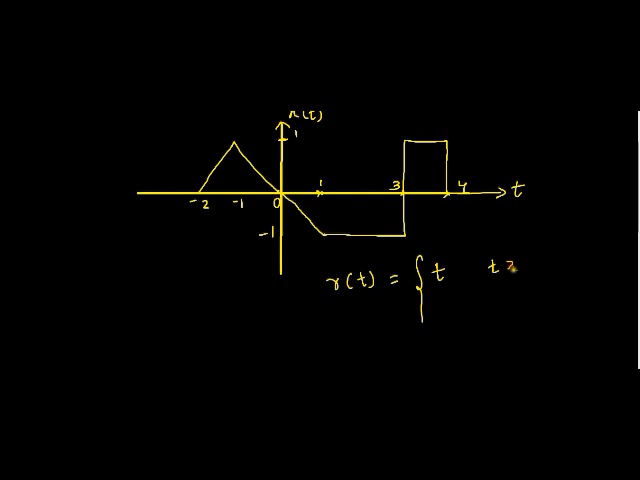 x(t)
1
1
3
4
t
-2
-1
0
-1
r(t) = { t    t >